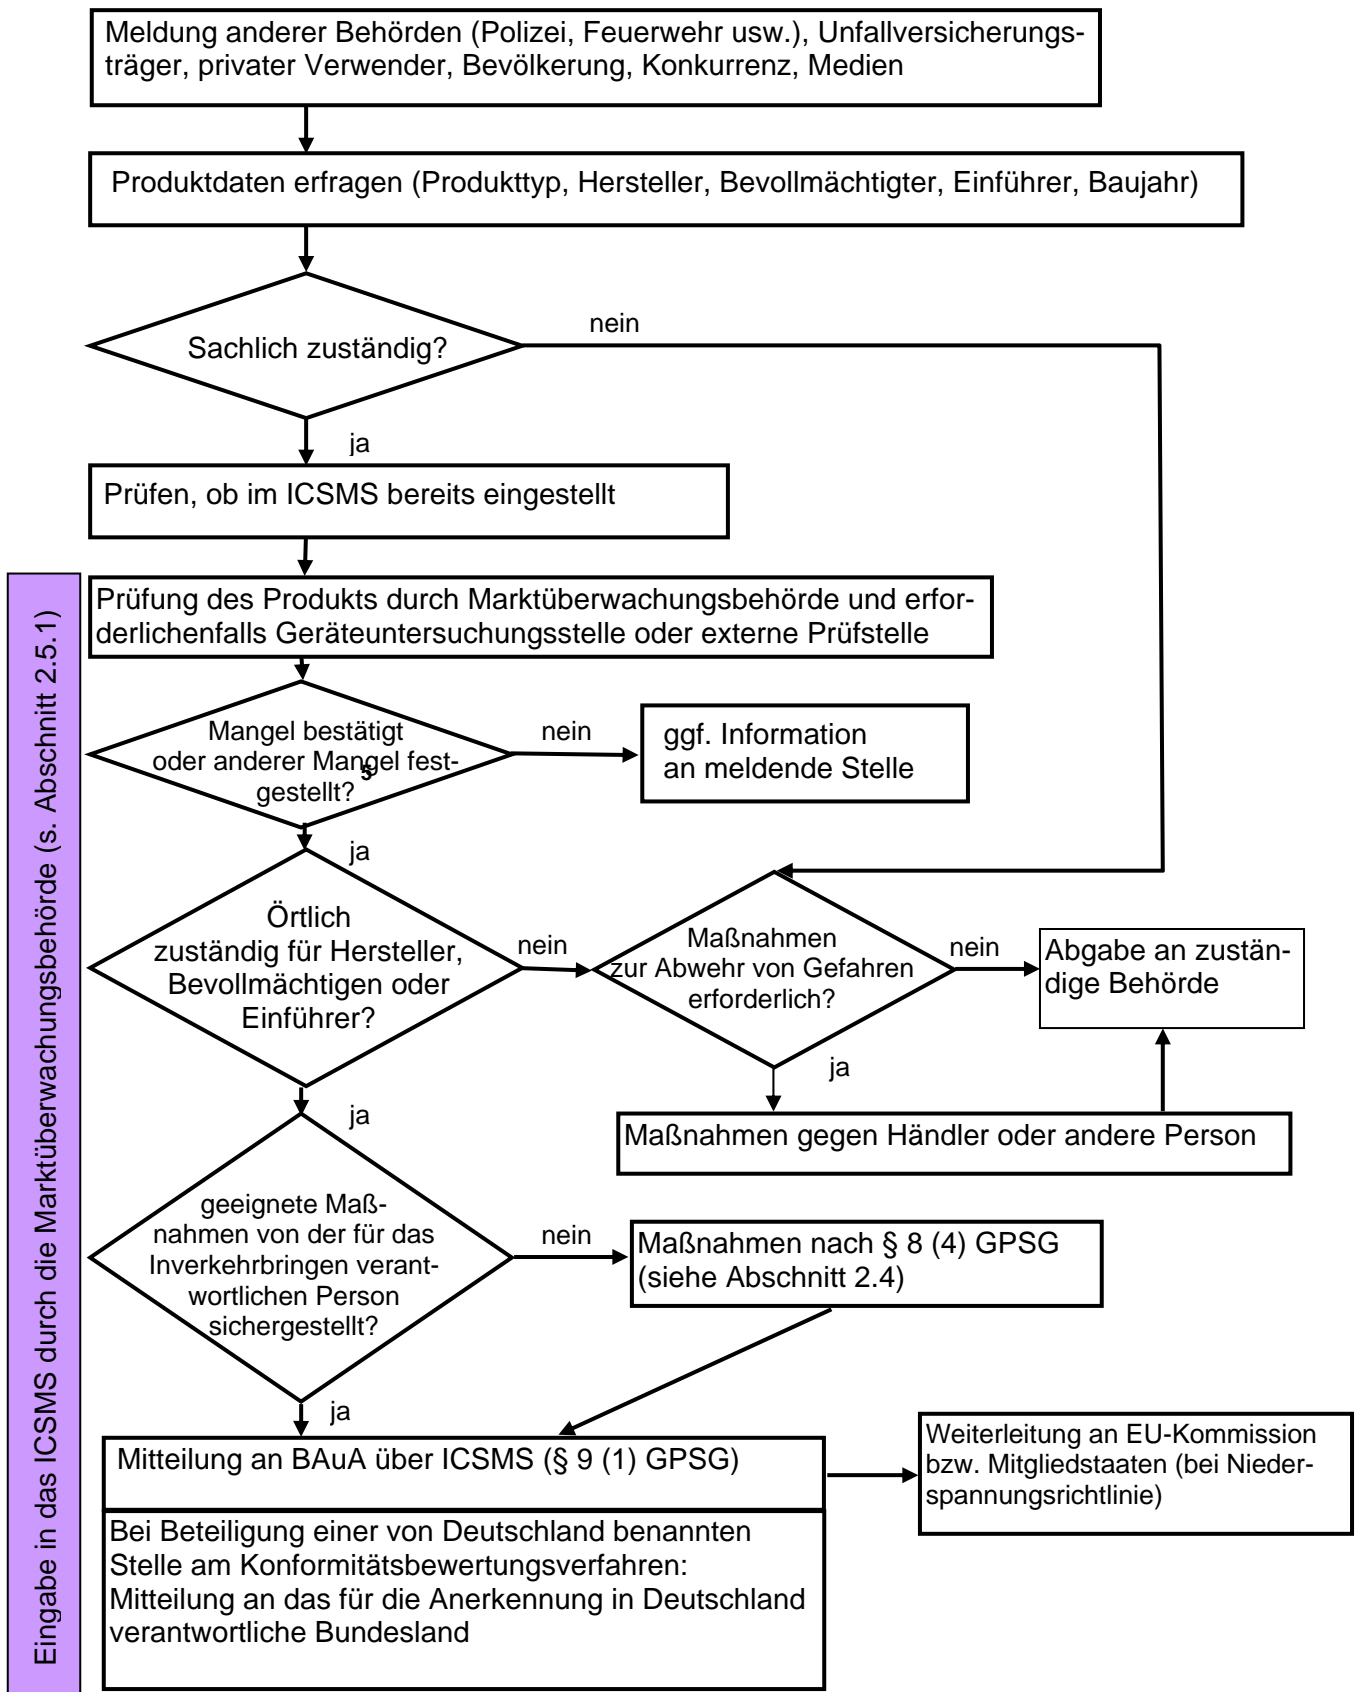 Meldung anderer Behörden (Polizei, Feuerwehr usw.), Unfallversicherungs-
träger, privater Verwender, Bevölkerung, Konkurrenz, Medien
Produktdaten erfragen (Produkttyp, Hersteller, Bevollmächtigter, Einführer, Baujahr)
nein
Sachlich zuständig?
ja
Prüfen, ob im ICSMS bereits eingestellt
Eingabe in das ICSMS durch die Marktüberwachungsbehörde (s. Abschnitt 2.5.1)
Prüfung des Produkts durch Marktüberwachungsbehörde und erfor-
derlichenfalls Geräteuntersuchungsstelle oder externe Prüfstelle
Mangel bestätigt
oder anderer Mangel fest-
gestellt? 5
nein
ggf. Information
an meldende Stelle
ja
Örtlich
zuständig für Hersteller,
Bevollmächtigen oder
Einführer?
nein
Maßnahmen
zur Abwehr von Gefahren
erforderlich?
nein
Abgabe an zustän-
dige Behörde
ja
Maßnahmen gegen Händler oder andere Person
ja
geeignete Maß-
nahmen von der für das
Inverkehrbringen verant-
wortlichen Person
sichergestellt?
nein
Maßnahmen nach § 8 (4) GPSG
(siehe Abschnitt 2.4)
ja
Mitteilung an BAuA über ICSMS (§ 9 (1) GPSG)
Weiterleitung an EU-Kommission
bzw. Mitgliedstaaten (bei Nieder-
spannungsrichtlinie)
Bei Beteiligung einer von Deutschland benannten
Stelle am Konformitätsbewertungsverfahren:
Mitteilung an das für die Anerkennung in Deutschland
verantwortliche Bundesland